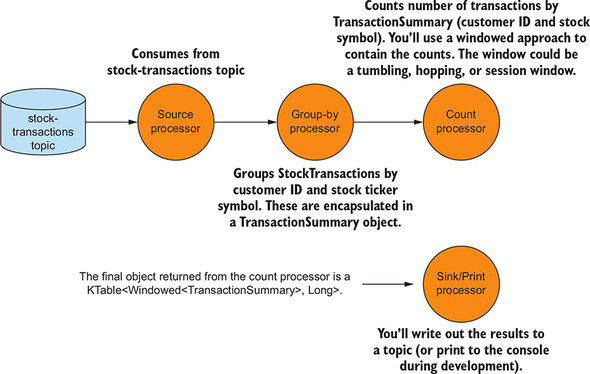 Counts number of transactions by
TransactionSummary (customer ID and stock
symbol). You’ll use a windowed approach to
contain the counts. The window could be
a tumbling, hopping, or session window.
Consumes from
stock-transactions topic
stock-
transactions
topic
Source
processor
Group-by
processor
Count
processor
Groups StockTransactions by
customer ID and stock ticker
symbol. These are encapsulated in
a TransactionSummary object.
The final object returned from the count processor is a
KTable<Windowed<TransactionSummary>, Long>.
Sink/Print
processor
You’ll write out the results to
a topic (or print to the console
during development).